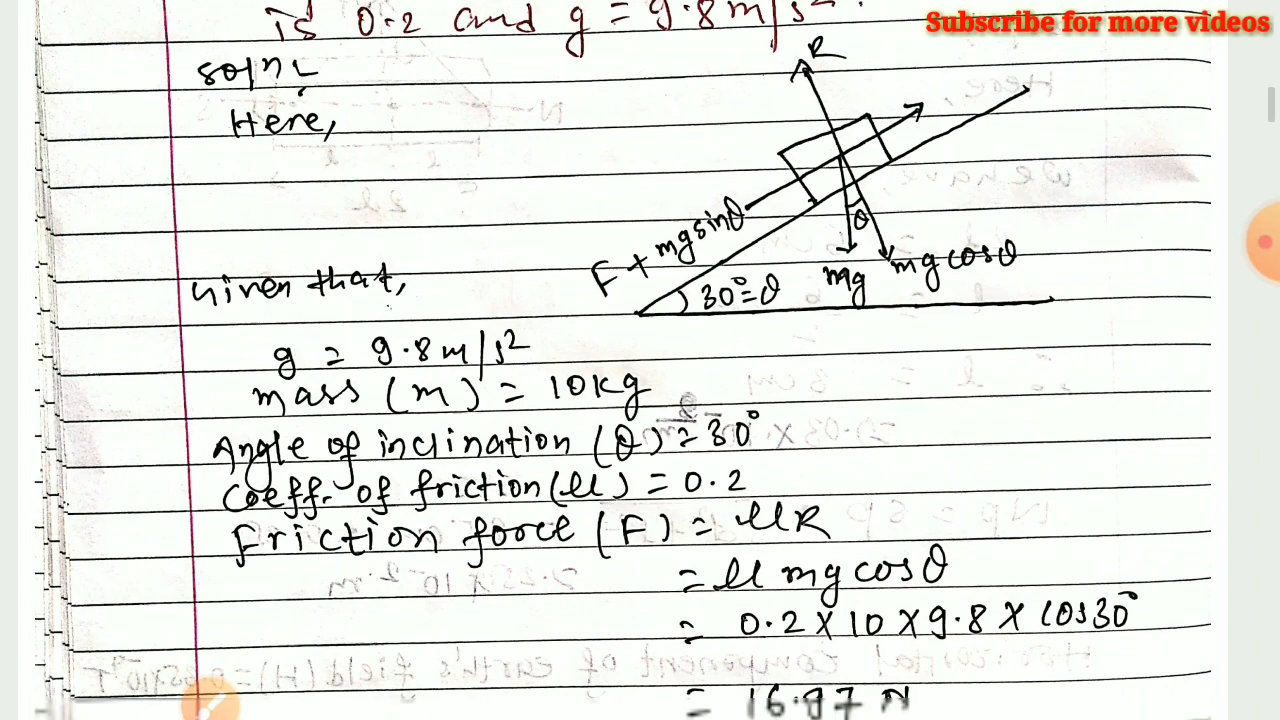 is 0.2 and g = 9.8 m/s².
Subscribe for more videos
Soln:
Here,
R
F + mg sinθ
θ
mg
mg cosθ
30° = θ
Given that,
g = 9.8 m/s²
mass (m) = 10kg
Angle of inclination (θ) = 30°
Coeff. of friction (μ) = 0.2
Friction force (F) = μR
= μ mg cosθ
= 0.2 × 10 × 9.8 × cos30°
= 16.97 N